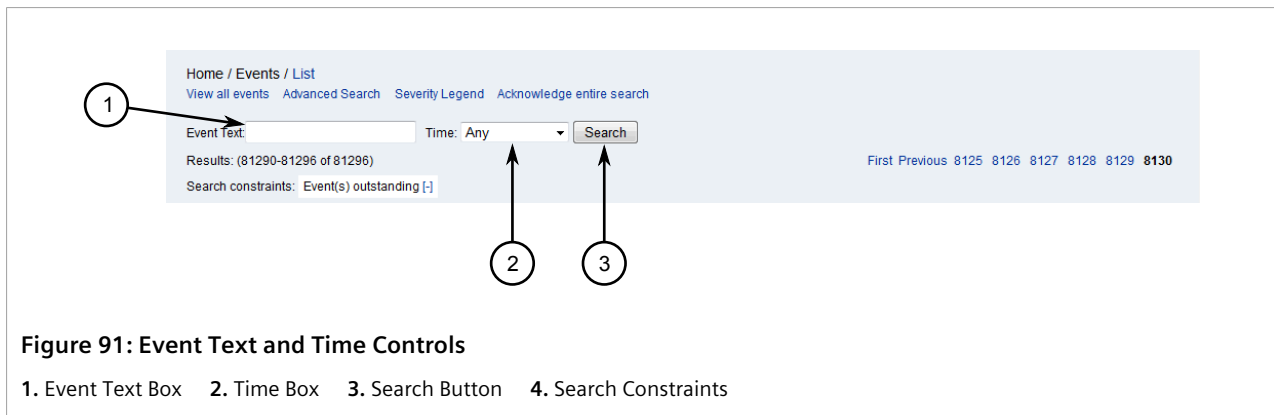 Home / Events / List
View all events Advanced Search Severity Legend Acknowledge entire search
1
Event Text: Time: Any Search
Results: (81290-81296 of 81296) First Previous 8125 8126 8127 8128 8129 8130
Search constraints: Event(s) outstanding [-]
2 3
Figure 91: Event Text and Time Controls
1. Event Text Box 2. Time Box 3. Search Button 4. Search Constraints